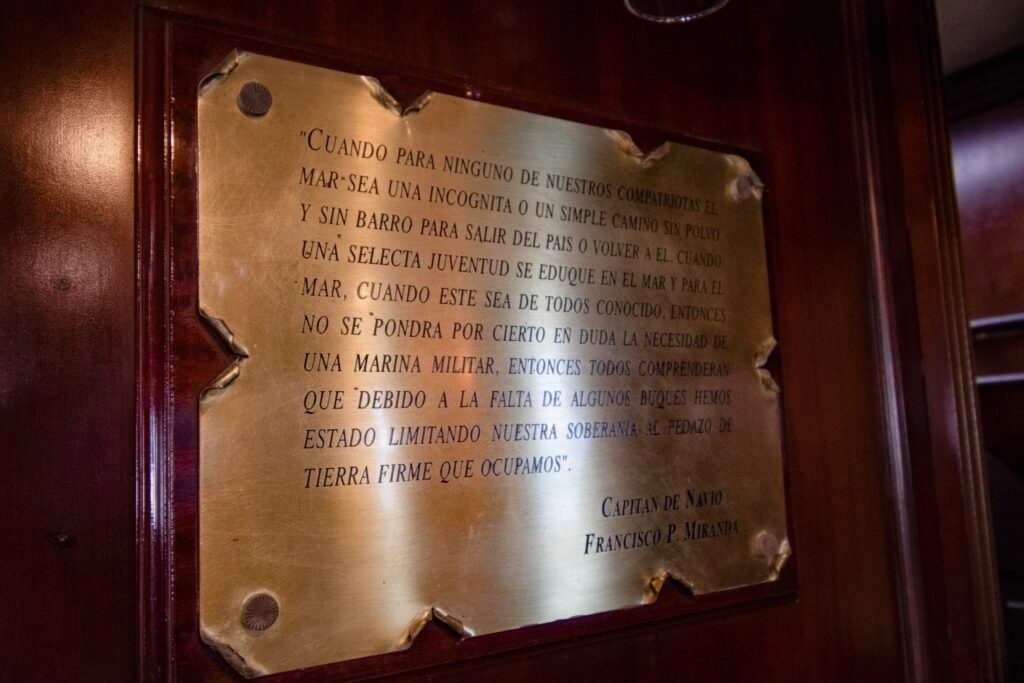 "CUANDO PARA NINGUNO DE NUESTROS COMPATRIOTAS EL
MAR SEA UNA INCOGNITA O UN SIMPLE CAMINO SIN POLVO
Y SIN BARRO PARA SALIR DEL PAIS O VOLVER A EL, CUANDO
UNA SELECTA JUVENTUD SE EDUQUE EN EL MAR Y PARA EL
MAR, CUANDO ESTE SEA DE TODOS CONOCIDO, ENTONCES
NO SE PONDRA POR CIERTO EN DUDA LA NECESIDAD DE
UNA MARINA MILITAR, ENTONCES TODOS COMPRENDERAN
QUE DEBIDO A LA FALTA DE ALGUNOS BUQUES HEMOS
ESTADO LIMITANDO NUESTRA SOBERANIA AL PEDAZO DE
TIERRA FIRME QUE OCUPAMOS".
CAPITAN DE NAVIO
FRANCISCO P. MIRANDA